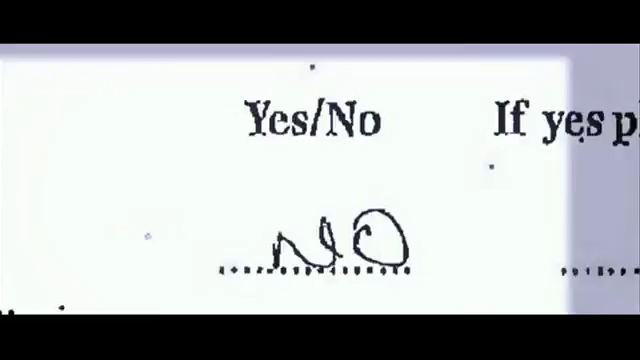 Yes/No If yes p
NO